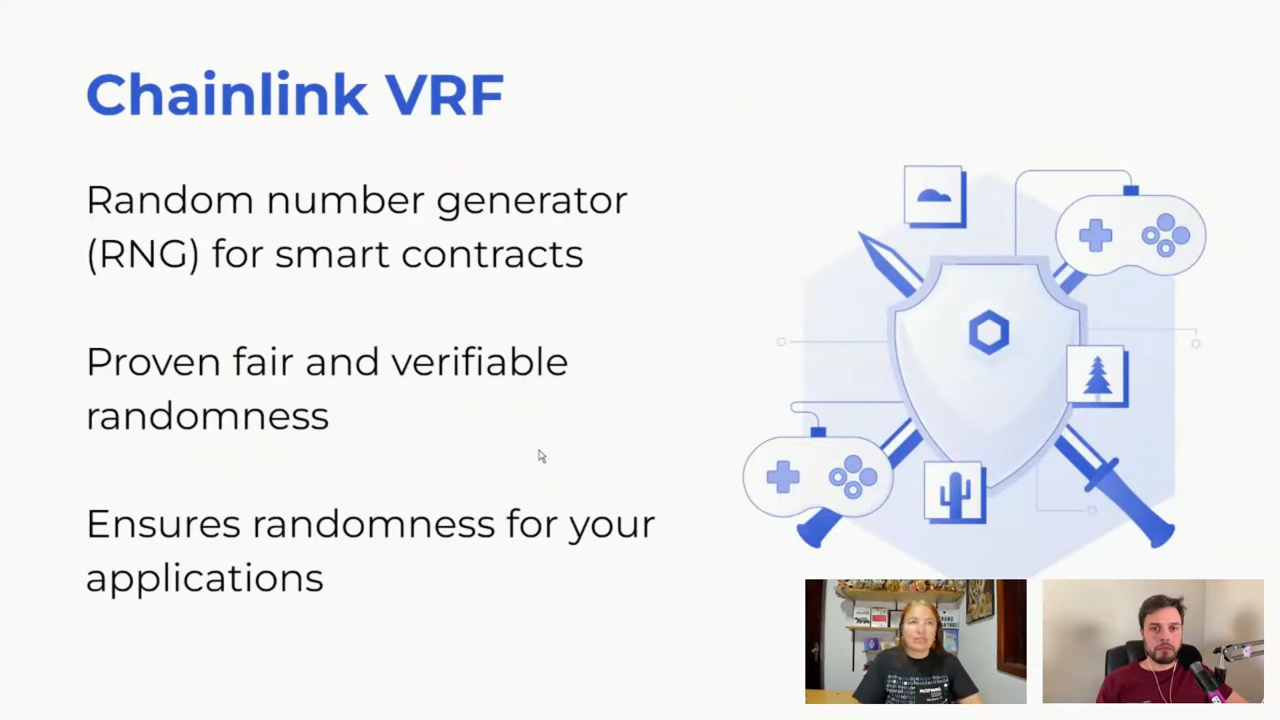 Chainlink VRF
Random number generator
(RNG) for smart contracts
Proven fair and verifiable
randomness
Ensures randomness for your
applications